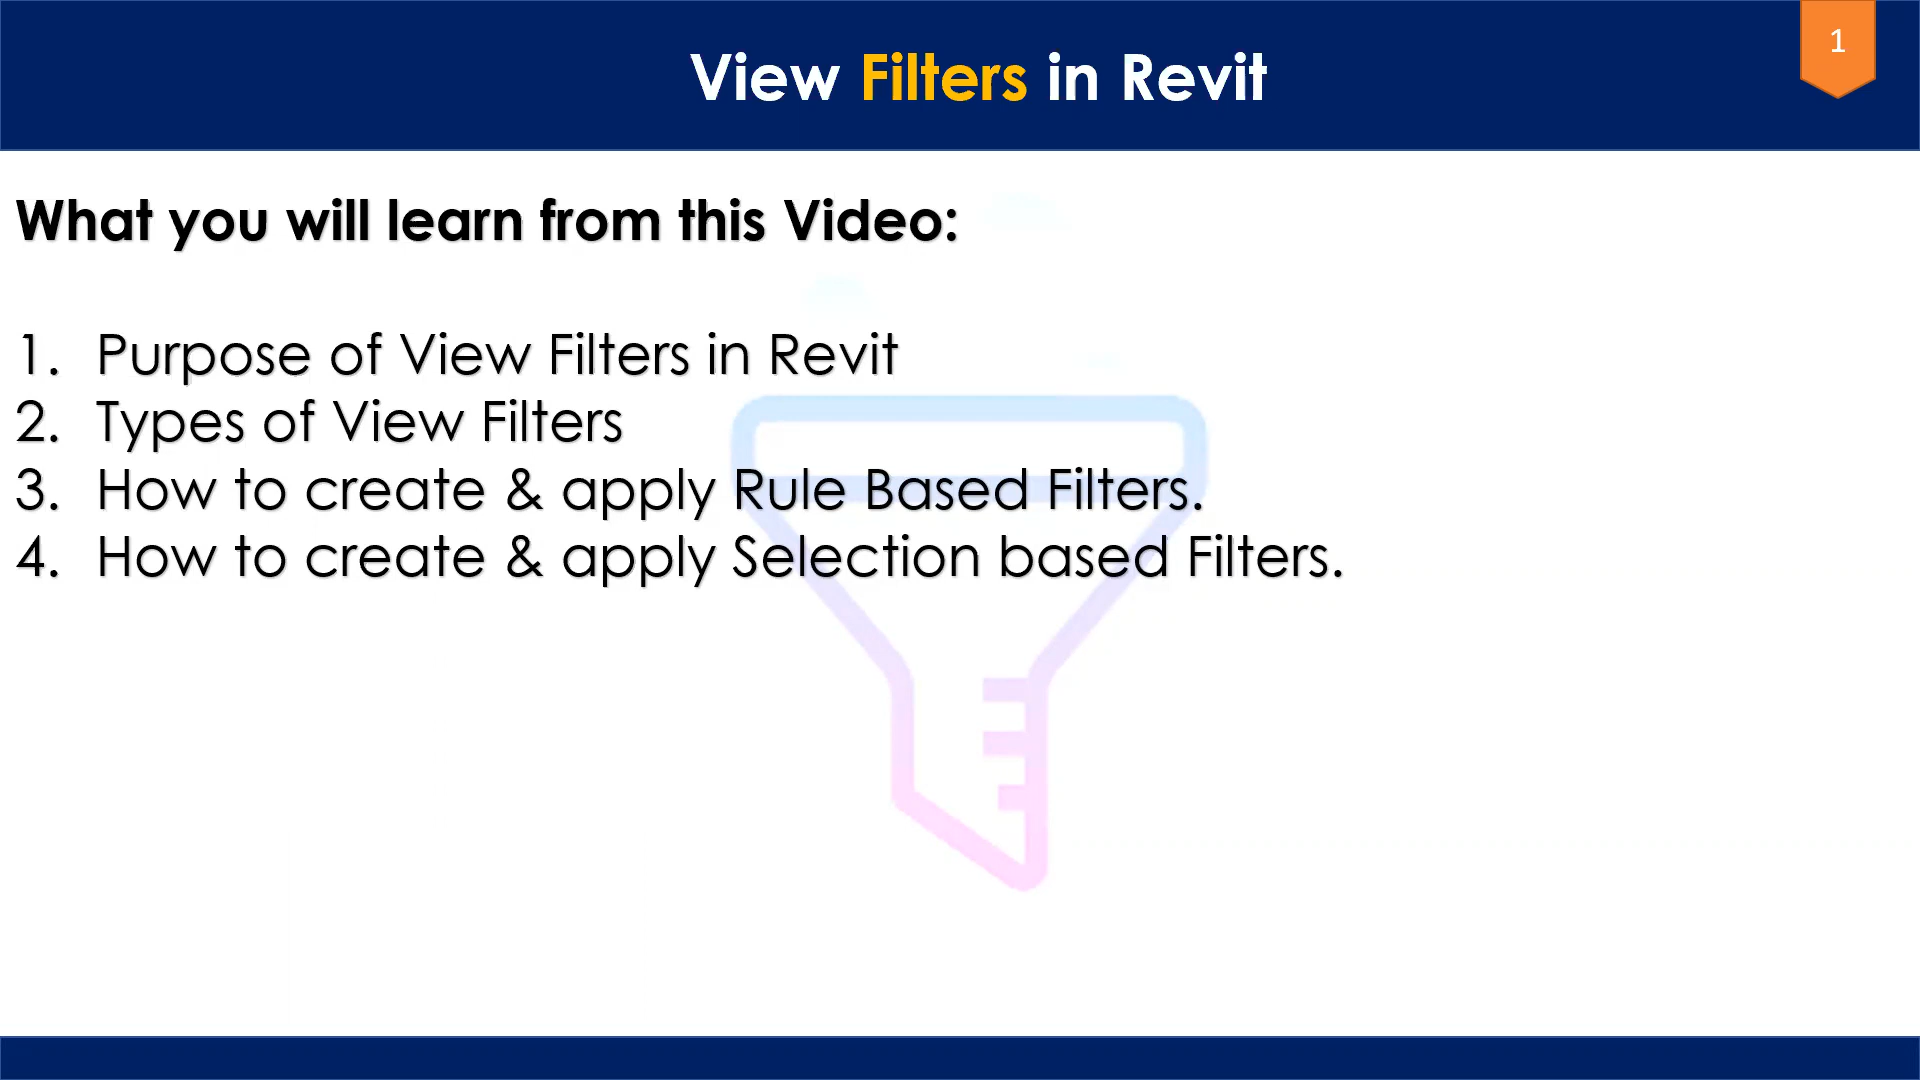 View Filters in Revit
1
What you will learn from this Video:
1. Purpose of View Filters in Revit
2. Types of View Filters
3. How to create & apply Rule Based Filters.
4. How to create & apply Selection based Filters.